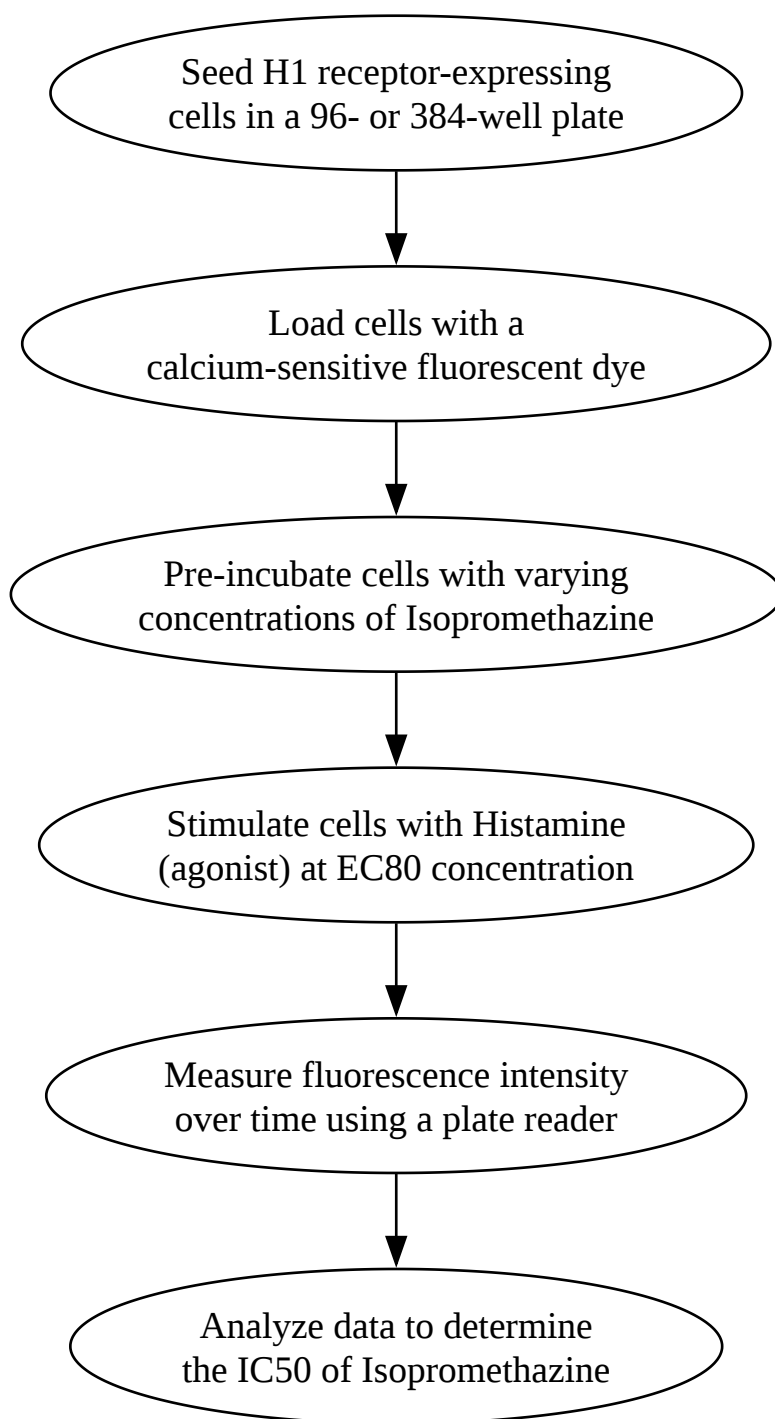 Seed H1 receptor-expressing
cells in a 96- or 384-well plate
Load cells with a
calcium-sensitive fluorescent dye
Pre-incubate cells with varying
concentrations of Isopromethazine
Stimulate cells with Histamine
(agonist) at EC80 concentration
Measure fluorescence intensity
over time using a plate reader
Analyze data to determine
the IC50 of Isopromethazine